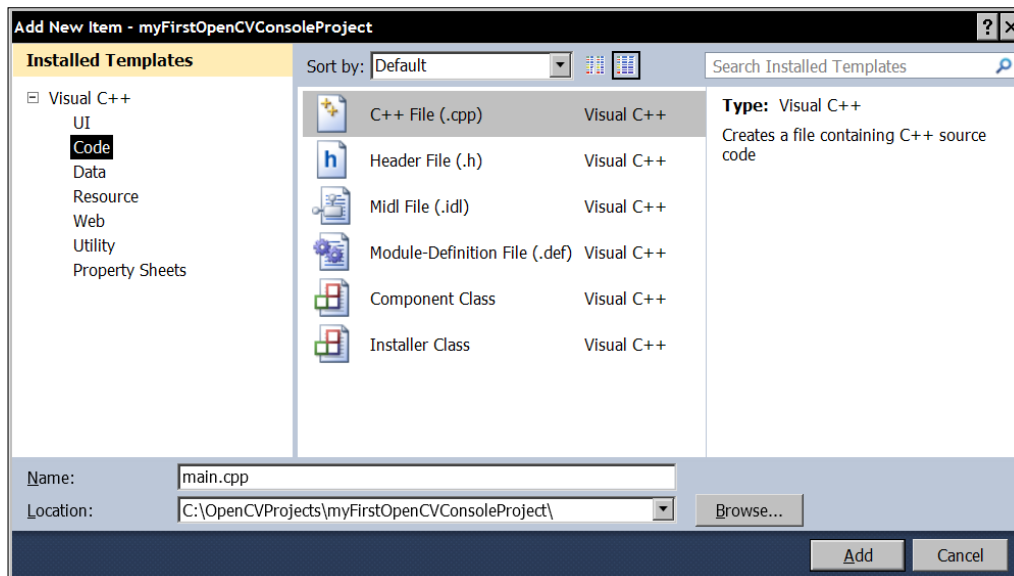 Add New Item - myFirstOpenCVConsoleProject
Installed Templates
Sort by: Default
Search Installed Templates
Visual C++
UI
Code
Data
Resource
Web
Utility
Property Sheets
C++ File (.cpp) Visual C++
Header File (.h) Visual C++
Midl File (.idl) Visual C++
Module-Definition File (.def) Visual C++
Component Class Visual C++
Installer Class Visual C++
Type: Visual C++
Creates a file containing C++ source
code
Name: main.cpp
Location: C:\OpenCVProjects\myFirstOpenCVConsoleProject\
Browse...
Add Cancel